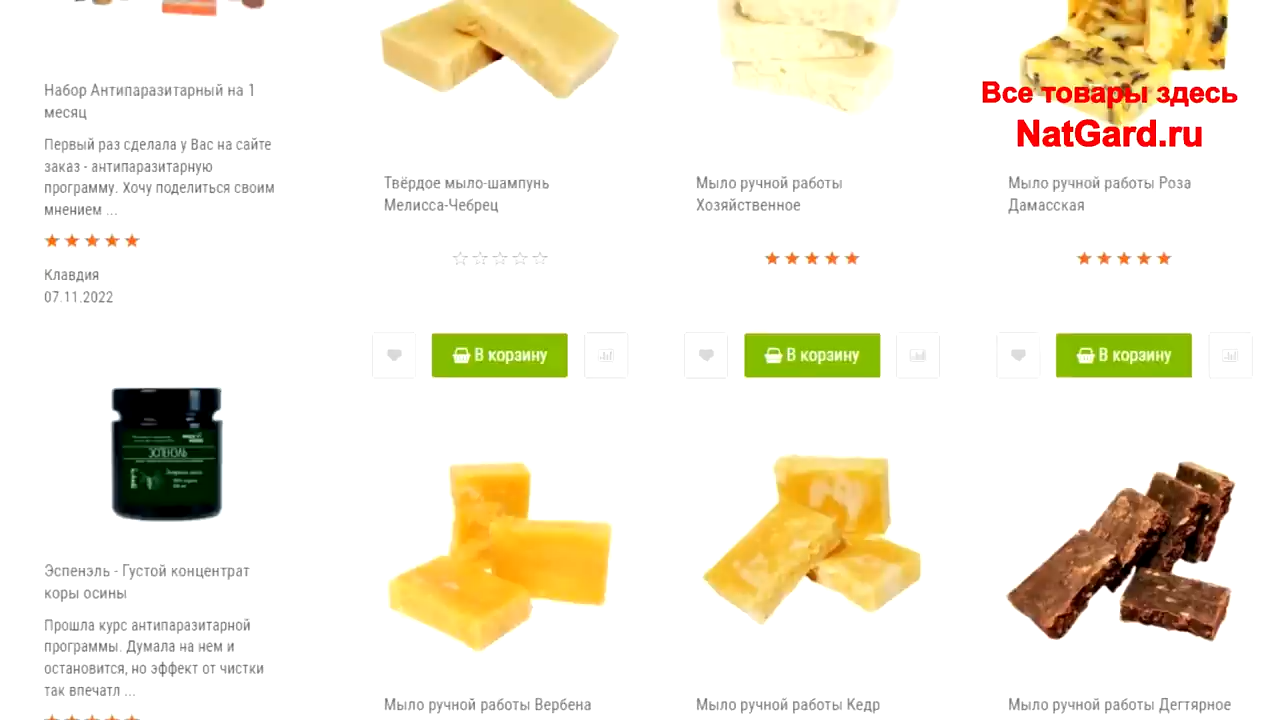 Набор Антипаразитарный на 1
месяц
Первый раз сделала у Вас на сайте
заказ - антипаразитарную
программу. Хочу поделиться своим
мнением ...
Клавдия
07.11.2022
ЭСПЕНЭЛЬ
Эспенэль - Густой концентрат
коры осины
Прошла курс антипаразитарной
программы. Думала на нем и
остановится, но эффект от чистки
так впечатл ...
Твёрдое мыло-шампунь
Мелисса-Чебрец
В корзину
Мыло ручной работы
Хозяйственное
В корзину
Все товары здесь
NatGard.ru
Мыло ручной работы Роза
Дамасская
В корзину
Мыло ручной работы Вербена
Мыло ручной работы Кедр
Мыло ручной работы Дегтярное